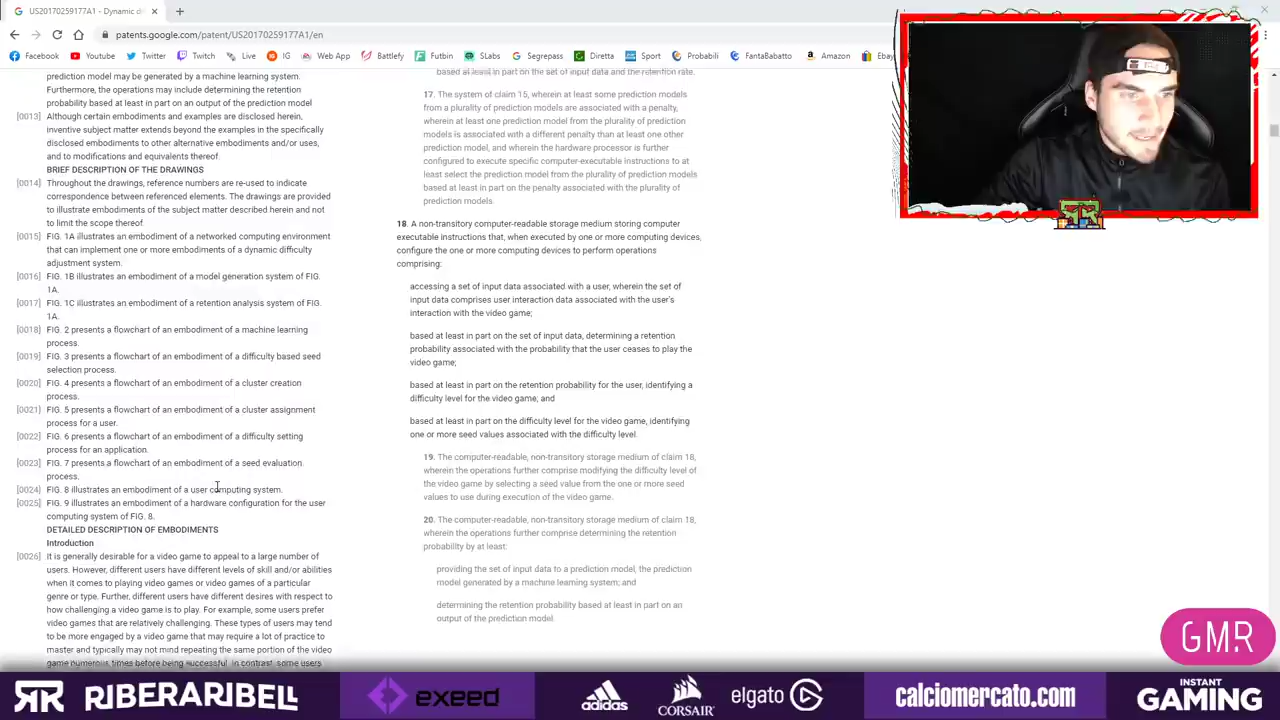 US20170259177A1 - Dynamic d
patents.google.com/patent/US20170259177A1/en
Facebook Youtube Twitter Twitch Live IG Web App Battlefy Futbin SLabs Segrepass Diretta Sport Probabili FantaBabatto Amazon Ebay
prediction model may be generated by a machine learning system.
Furthermore, the operations may include determining the retention
probability based at least in part on an output of the prediction
model.
[0013] Although certain embodiments and examples are disclosed herein,
inventive subject matter extends beyond the examples in the specifically
disclosed embodiments to other alternative embodiments and/or uses,
and to modifications and equivalents thereof.
BRIEF DESCRIPTION OF THE DRAWINGS
[0014] Throughout the drawings, reference numbers are re-used to indicate
correspondence between referenced elements. The drawings are provided
to illustrate embodiments of the subject matter described herein and not
to limit the scope thereof.
[0015] FIG. 1A illustrates an embodiment of a networked computing environment
that can implement one or more embodiments of a dynamic difficulty
adjustment system.
[0016] FIG. 1B illustrates an embodiment of a model generation system of FIG.
1A.
[0017] FIG. 1C illustrates an embodiment of a retention analysis system of FIG.
1A.
[0018] FIG. 2 presents a flowchart of an embodiment of a machine learning
process.
[0019] FIG. 3 presents a flowchart of an embodiment of a difficulty based seed
selection process.
[0020] FIG. 4 presents a flowchart of an embodiment of a cluster creation
process.
[0021] FIG. 5 presents a flowchart of an embodiment of a cluster assignment
process for a user.
[0022] FIG. 6 presents a flowchart of an embodiment of a difficulty setting
process for an application.
[0023] FIG. 7 presents a flowchart of an embodiment of a seed evaluation
process.
[0024] FIG. 8 illustrates an embodiment of a user computing system.
[0025] FIG. 9 illustrates an embodiment of a hardware configuration for the user
computing system of FIG. 8.
DETAILED DESCRIPTION OF EMBODIMENTS
Introduction
[0026] It is generally desirable for a video game to appeal to a large number of
users. However, different users have different levels of skill and/or abilities
when it comes to playing video games or video games of a particular
genre or type. Further, different users have different desires with respect to
how challenging a video game is to play. For example, some users prefer
video games that are relatively challenging. These types of users may tend
to be more engaged by a video game that may require a lot of practice to
master and typically may not mind repeating the same portion of the video
game numerous times before being successful. In contrast, some users
based at least in part on the set of input data and the retention rate.
17. The system of claim 15, wherein at least some prediction models
from a plurality of prediction models are associated with a penalty,
wherein at least one prediction model from the plurality of prediction
models is associated with a different penalty than at least one other
prediction model, and wherein the hardware processor is further
configured to execute specific computer-executable instructions to at
least select the prediction model from the plurality of prediction models
based at least in part on the penalty associated with the plurality of
prediction models.
18. A non-transitory computer-readable storage medium storing computer
executable instructions that, when executed by one or more computing devices,
configure the one or more computing devices to perform operations
comprising:
accessing a set of input data associated with a user, wherein the set of
input data comprises user interaction data associated with the user's
interaction with the video game;
based at least in part on the set of input data, determining a retention
probability associated with the probability that the user ceases to play the
video game;
based at least in part on the retention probability for the user, identifying a
difficulty level for the video game; and
based at least in part on the difficulty level for the video game, identifying
one or more seed values associated with the difficulty level.
19. The computer-readable, non-transitory storage medium of claim 18,
wherein the operations further comprise modifying the difficulty level of
the video game by selecting a seed value from the one or more seed
values to use during execution of the video game.
20. The computer-readable, non-transitory storage medium of claim 18,
wherein the operations further comprise determining the retention
probability by at least:
providing the set of input data to a prediction model, the prediction
model generated by a machine learning system; and
determining the retention probability based at least in part on an
output of the prediction model.
GMR
RIBERARIBELL
exeed
adidas
CORSAIR
elgato
calciomercato.com
INSTANT
GAMING